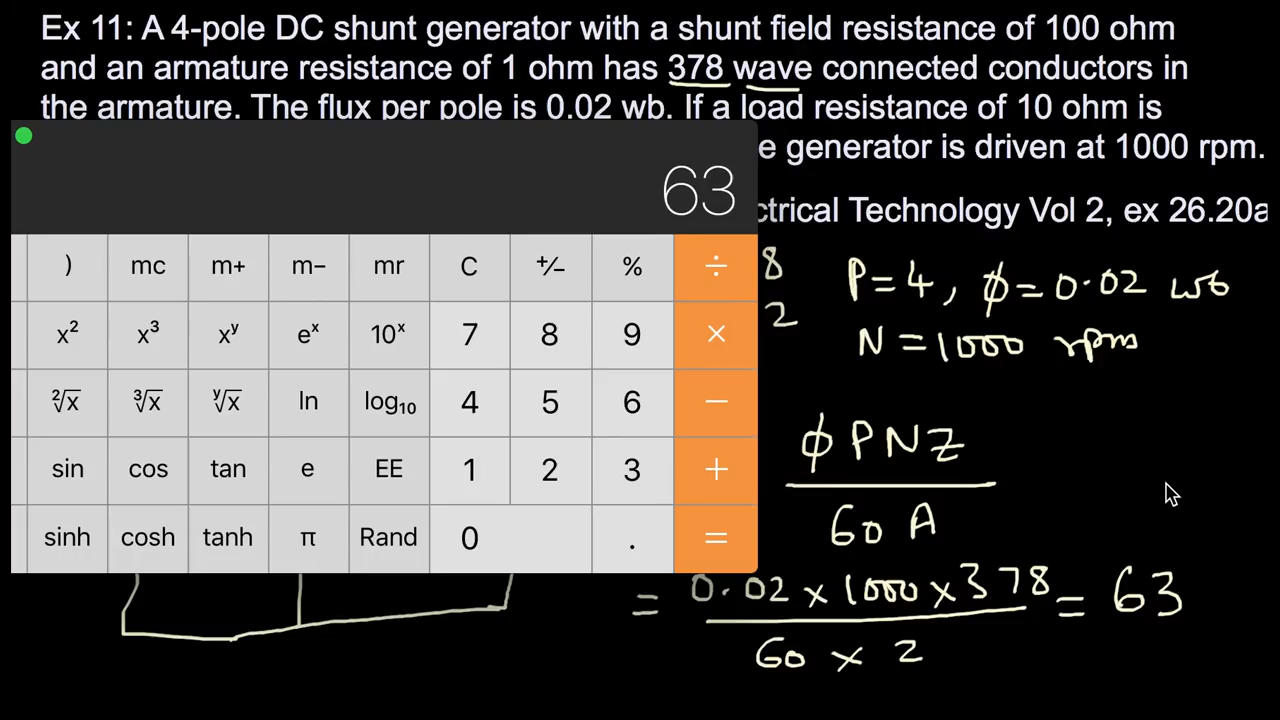 Ex 11: A 4-pole DC shunt generator with a shunt field resistance of 100 ohm
and an armature resistance of 1 ohm has 378 wave connected conductors in
the armature. The flux per pole is 0.02 wb. If a load resistance of 10 ohm is
e generator is driven at 1000 rpm.
63
ctrical Technology Vol 2, ex 26.20a
) mc m+ m− mr C ⁺/₋ % ÷
8 P = 4, ϕ = 0.02 wb
x² x³ xʸ eˣ 10ˣ 7 8 9 ×
2 N = 1000 rpm
²√x ³√x ʸ√x ln log₁₀ 4 5 6 −
ϕ P N Z
sin cos tan e EE 1 2 3 +
60 A
sinh cosh tanh π Rand 0 . =
= 0.02 × 1000 × 378 = 63
60 × 2